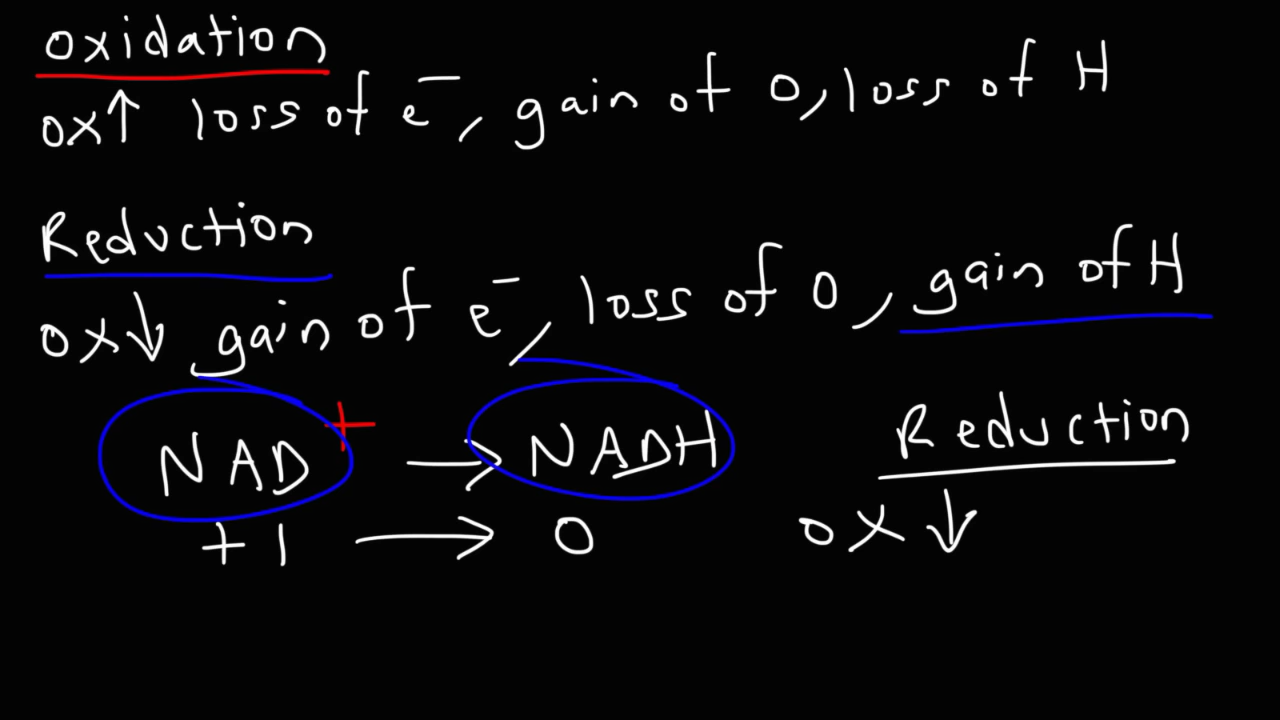 oxidation
ox↑ loss of e⁻, gain of O, loss of H
Reduction
ox↓ gain of e⁻, loss of O, gain of H
NAD⁺ → NADH Reduction
+1 → 0 ox↓